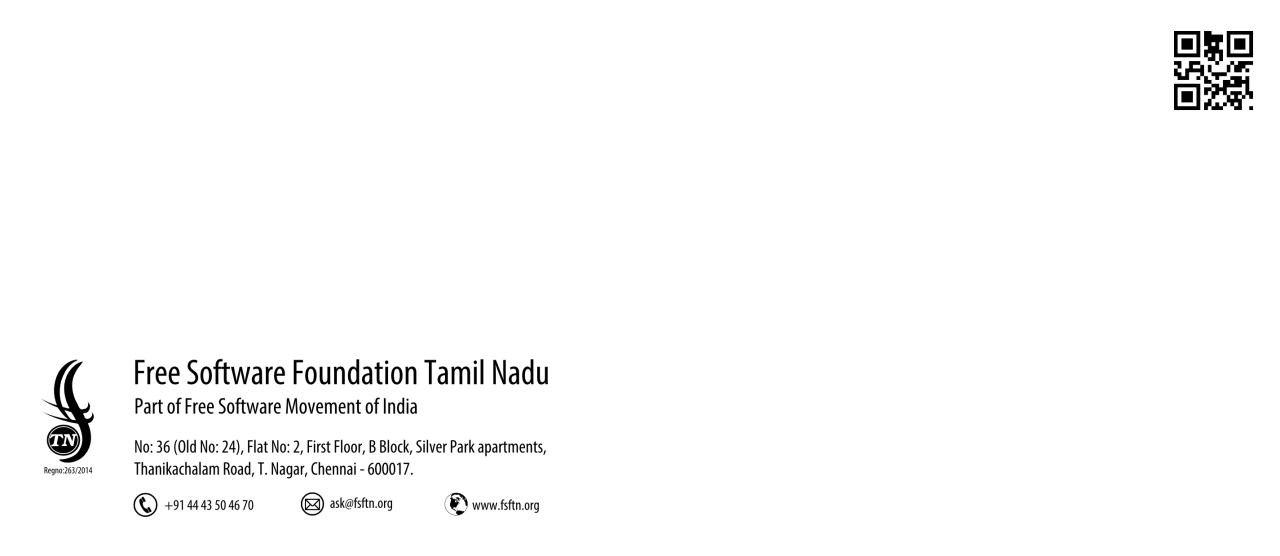 Free Software Foundation Tamil Nadu
Part of Free Software Movement of India
No: 36 (Old No: 24), Flat No: 2, First Floor, B Block, Silver Park apartments,
Thanikachalam Road, T. Nagar, Chennai - 600017.
TN
Regno:263/2014
+91 44 43 50 46 70 ask@fsftn.org www.fsftn.org